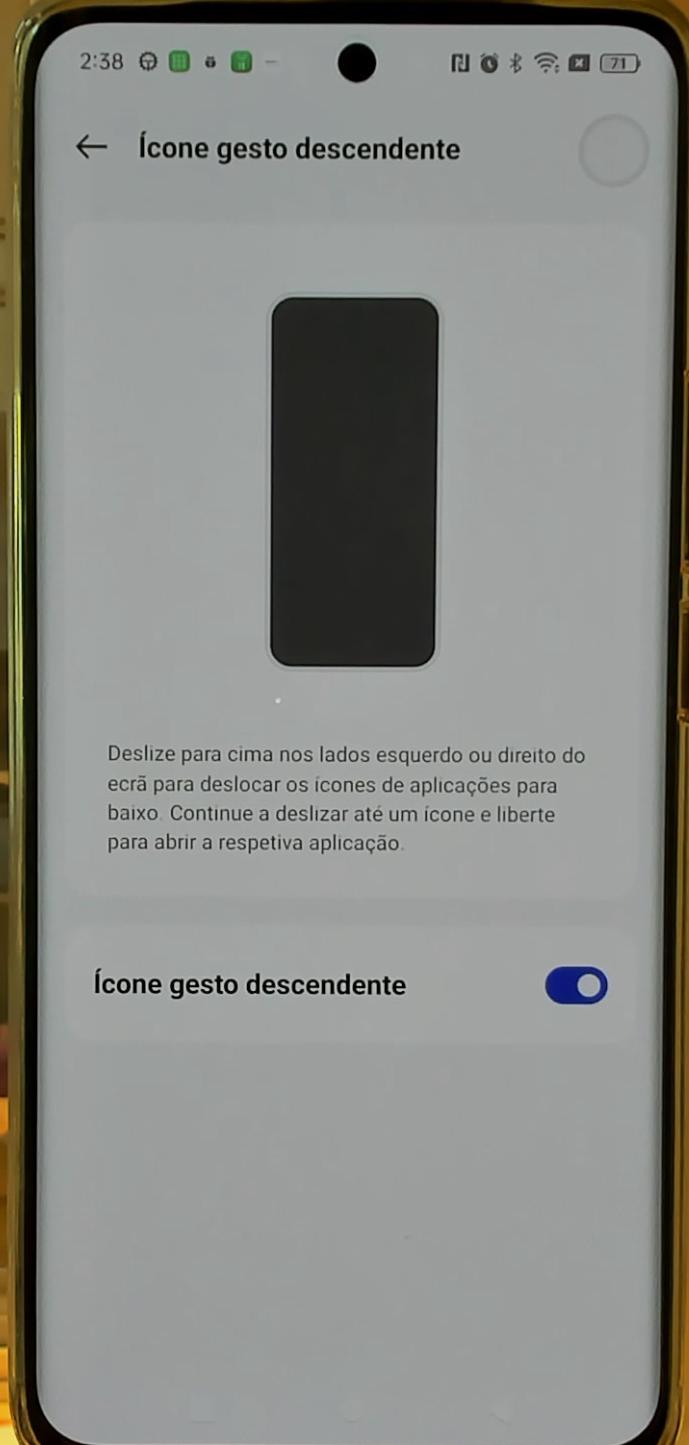 2:38 71
Ícone gesto descendente
Deslize para cima nos lados esquerdo ou direito do
ecrã para deslocar os ícones de aplicações para
baixo. Continue a deslizar até um ícone e liberte
para abrir a respetiva aplicação.
Ícone gesto descendente